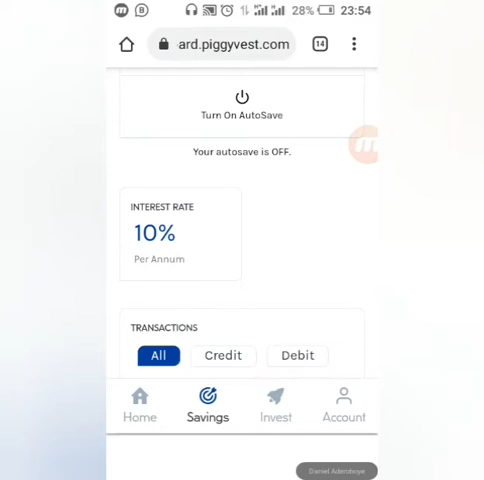 28% 23:54
ard.piggyvest.com 14
Turn On AutoSave
Your autosave is OFF.
INTEREST RATE
10%
Per Annum
TRANSACTIONS
All Credit Debit
Home Savings Invest Account
Daniel Adenshoye